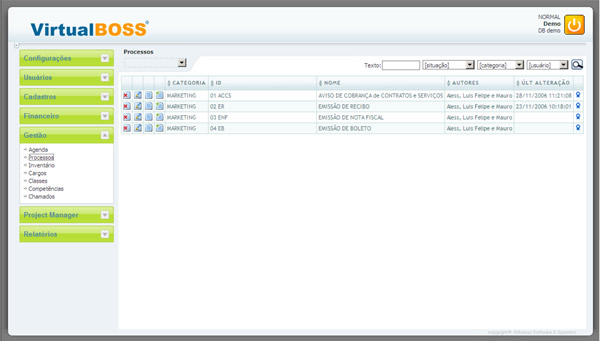 VirtualBOSS®
NORMAL
Demo
DB demo
Configurações
Usuários
Cadastros
Financeiro
Gestão
Agenda
Processos
Inventário
Cargos
Classes
Competências
Chamados
Project Manager
Relatórios
Processos
Texto: [situação] [categoria] [usuário]
CATEGORIA ID NOME AUTORES ÚLT ALTERAÇÃO
MARKETING 01 ACCS AVISO DE COBRANÇA de CONTRATOS e SERVIÇOS Aless, Luis Felipe e Mauro 28/11/2006 11:21:08
MARKETING 02 ER EMISSÃO DE RECIBO Aless, Luis Felipe e Mauro 23/11/2006 10:18:01
MARKETING 03 ENF EMISSÃO DE NOTA FISCAL Aless, Luis Felipe e Mauro
MARKETING 04 EB EMISSÃO DE BOLETO Aless, Luis Felipe e Mauro